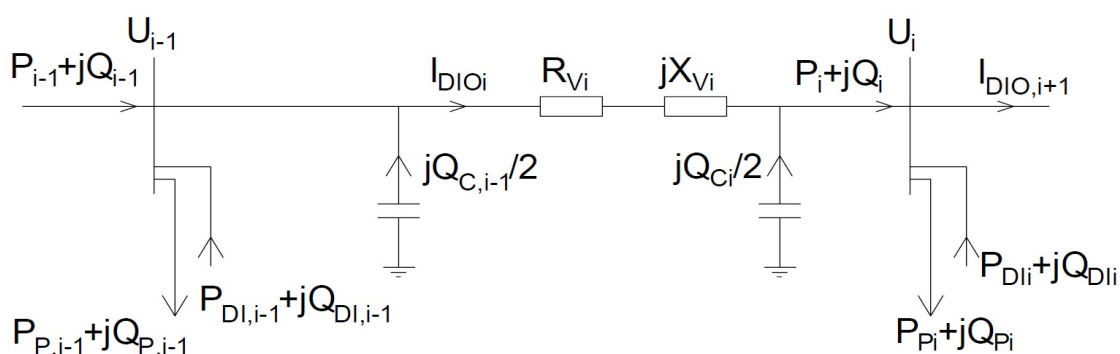 U_{i-1}
U_i
P_{i-1}+jQ_{i-1}
I_{DIOi}
R_{Vi}
jX_{Vi}
P_i+jQ_i
I_{DIO,i+1}
jQ_{C,i-1}/2
jQ_{Ci}/2
P_{DI,i-1}+jQ_{DI,i-1}
P_{DIi}+jQ_{DIi}
P_{P,i-1}+jQ_{P,i-1}
P_{Pi}+jQ_{Pi}